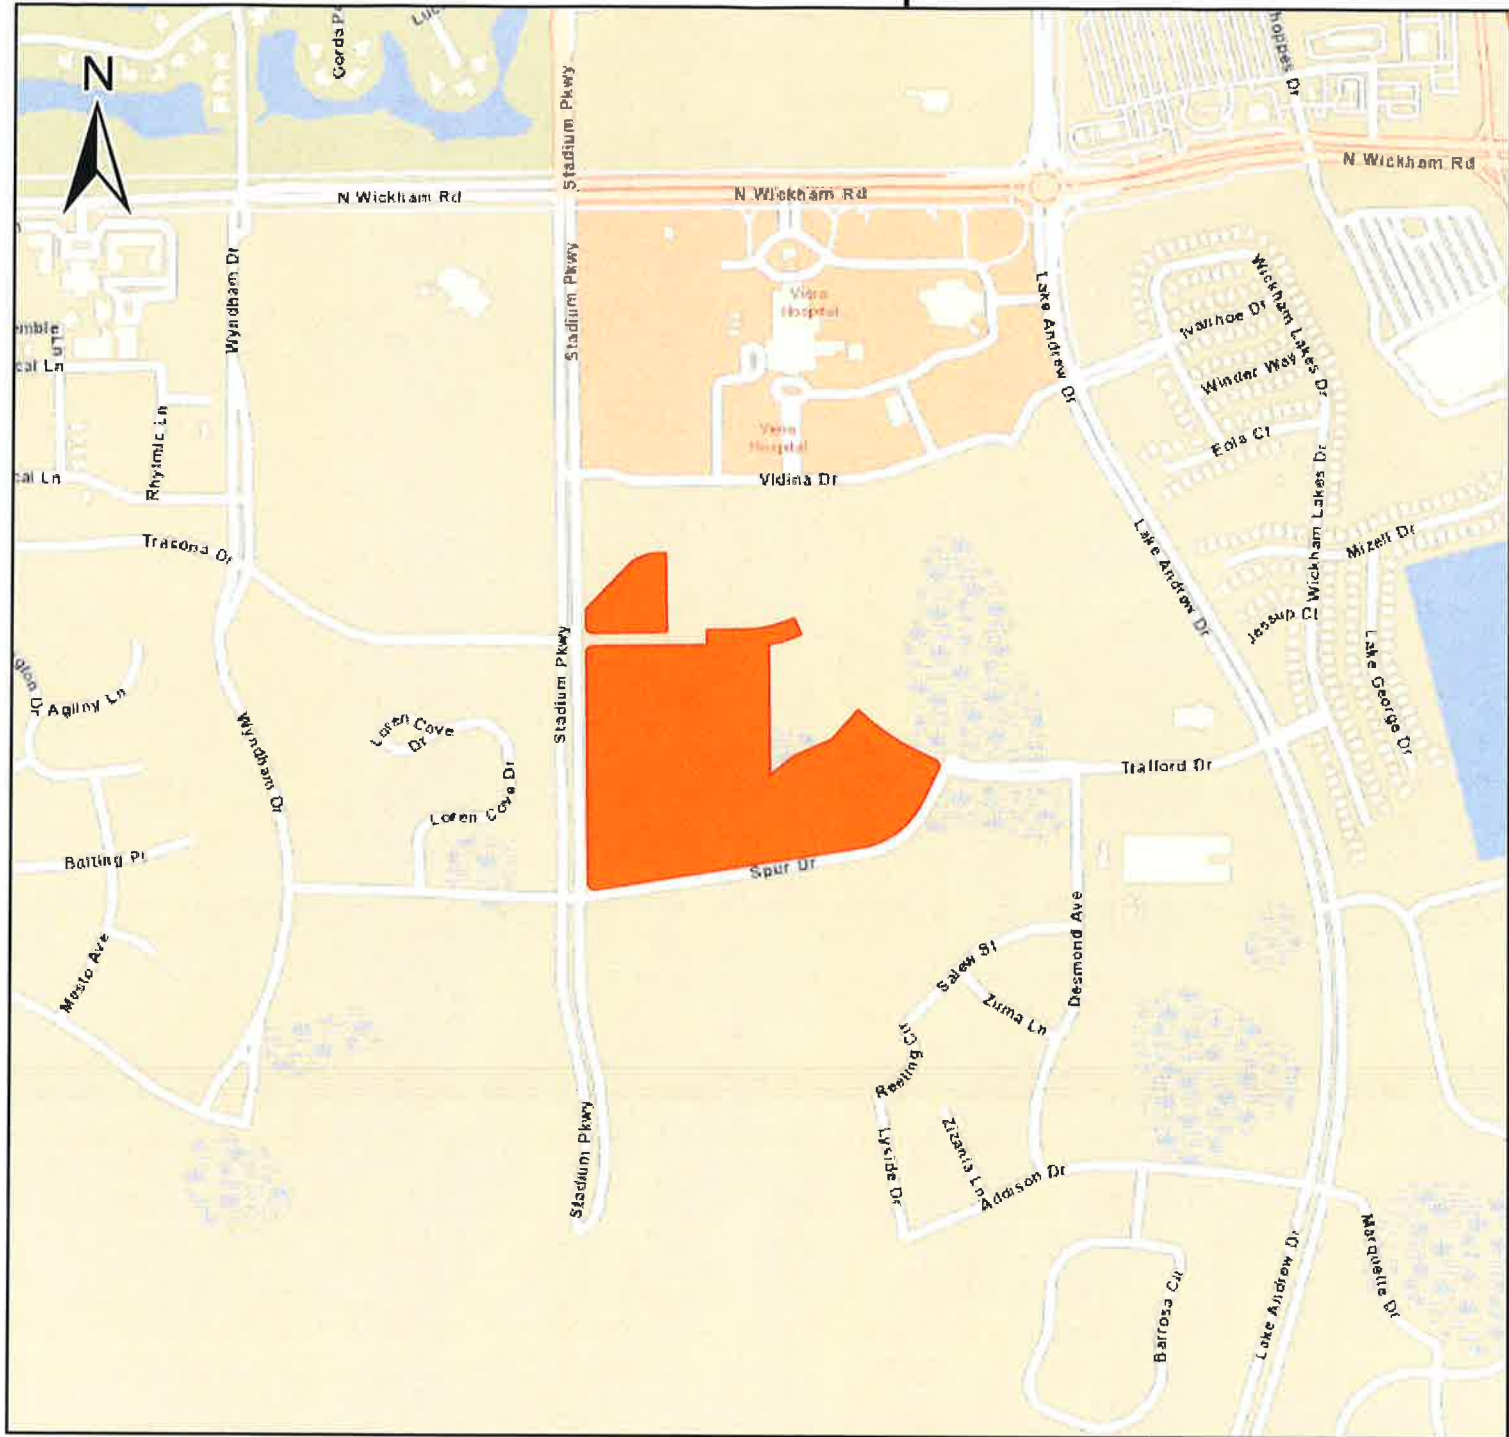 N
Stadium Pkwy
N Wickham Rd
N Wickham Rd
N Wickham Rd
Wyndham Dr
Stadium Pkwy
Viera
Hospital
Viera
Hospital
Lake Andrew Dr
Wickham Lakes Dr
Ivanhoe Dr
Winder Way
Eola Ct
Rhytmic Ln
Vidina Dr
Trasona Dr
Lake Andrew Dr
Wickham Lakes Dr
Mizell Dr
Jessup Ct
Lake George Dr
Stadium Pkwy
Agility Ln
Wyndham Dr
Loren Cove
Dr
Loren Cove Dr
Trafford Dr
Batting Pl
Spur Dr
Mesto Ave
Desmond Ave
Salew St
Zuma Ln
Reeling Cir
Stadium Pkwy
Lyside Dr
Zizania Ln
Addison Dr
Marquette Dr
Barrosa Cir
Lake Andrew Dr